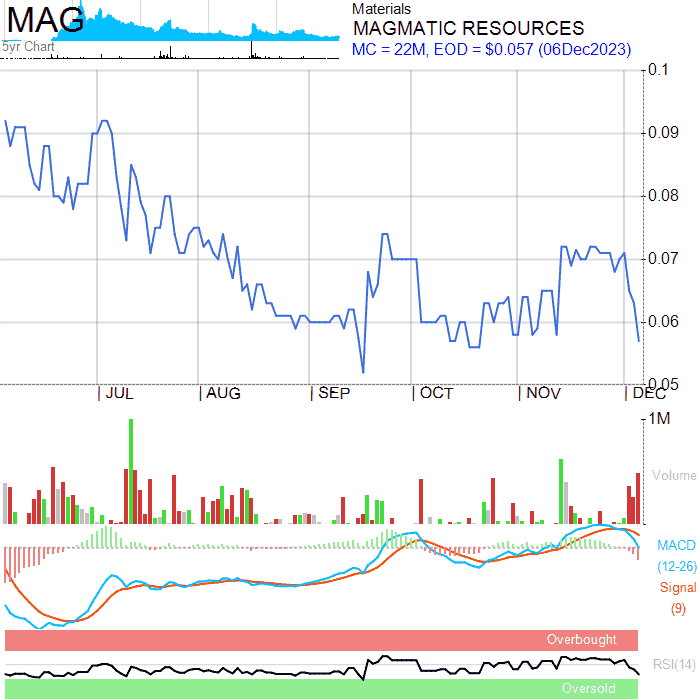 MAG
5yr Chart
Materials
MAGMATIC RESOURCES
MC = 22M, EOD = $0.057 (06Dec2023)
0.1
0.09
0.08
0.07
0.06
0.05
JUL AUG SEP OCT NOV DEC
1M
Volume
MACD
(12-26)
Signal
(9)
Overbought
RSI(14)
Oversold